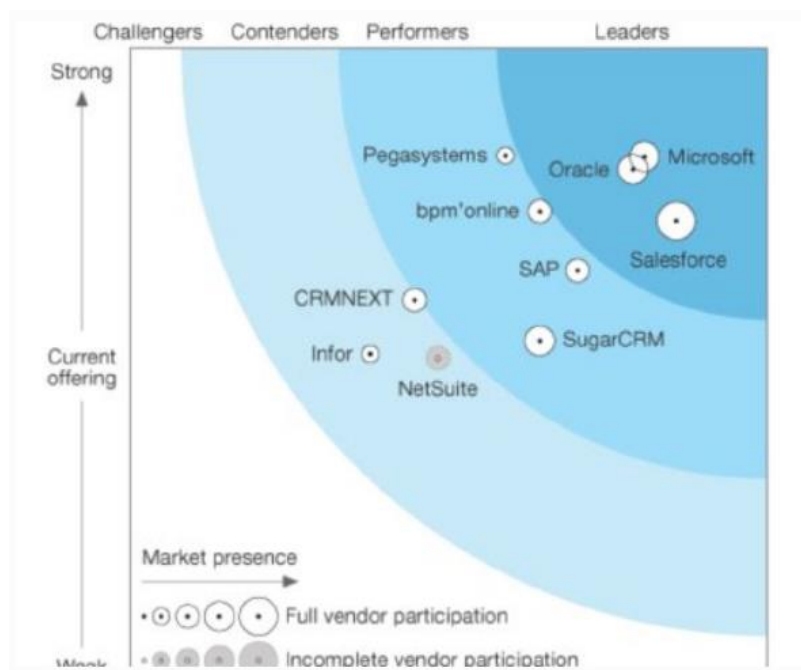 Challengers Contenders Performers Leaders
Strong
Pegasystems
Microsoft
Oracle
bpm'online
Salesforce
SAP
CRMNEXT
SugarCRM
Infor
Current
offering
NetSuite
Market presence
Full vendor participation
Weak
Incomplete vendor participation